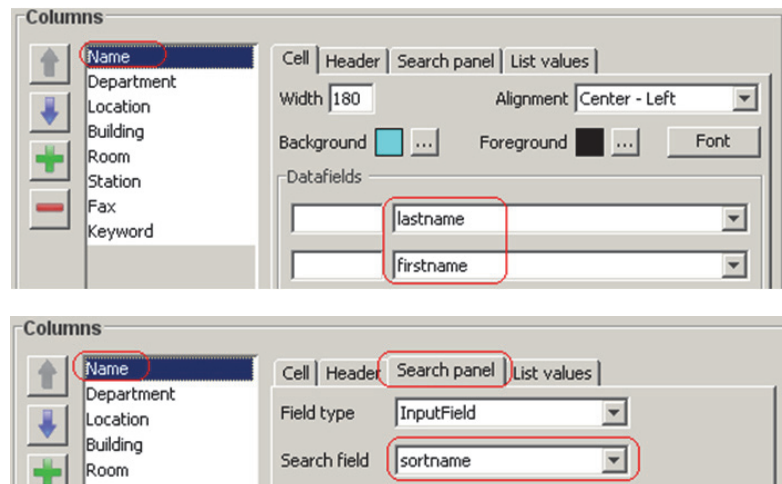 Columns
Name
Department
Location
Building
Room
Station
Fax
Keyword
Cell Header Search panel List values
Width 180 Alignment Center - Left
Background ... Foreground ... Font
Datafields
lastname
firstname
Columns
Name
Department
Location
Building
Room
Cell Header Search panel List values
Field type InputField
Search field sortname